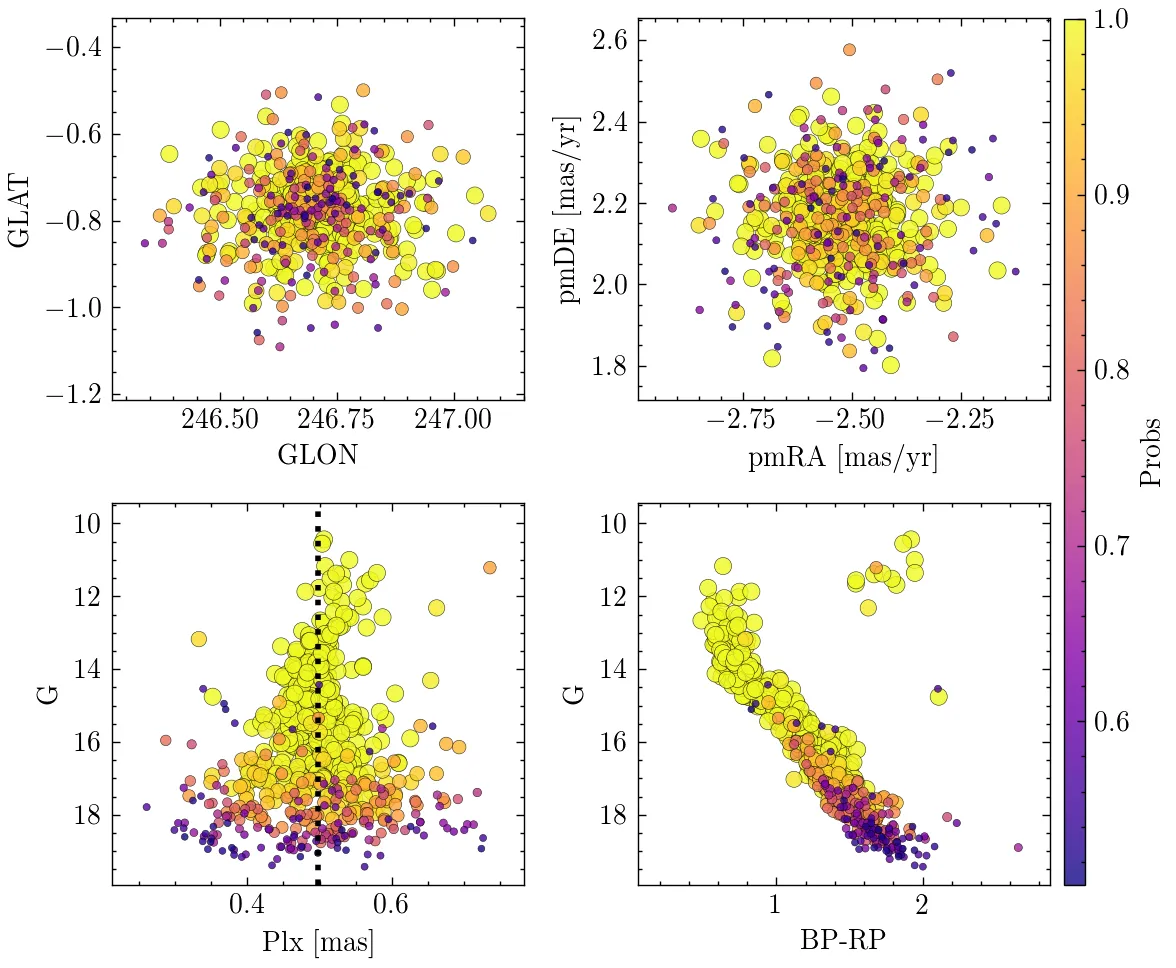 −0.4
−0.6
−0.8
−1.0
−1.2
GLAT
246.50 246.75 247.00
GLON
2.6
2.4
2.2
2.0
1.8
pmDE [mas/yr]
−2.75 −2.50 −2.25
pmRA [mas/yr]
1.0
0.9
0.8
0.7
0.6
Probs
10
12
14
16
18
G
0.4 0.6
Plx [mas]
10
12
14
16
18
G
1 2
BP-RP